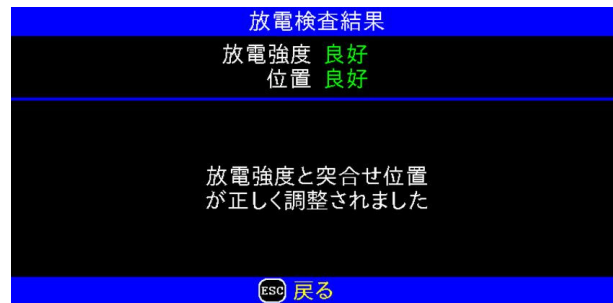 放電検査結果
放電強度 良好
位置 良好
放電強度と突合せ位置
が正しく調整されました
ESC 戻る